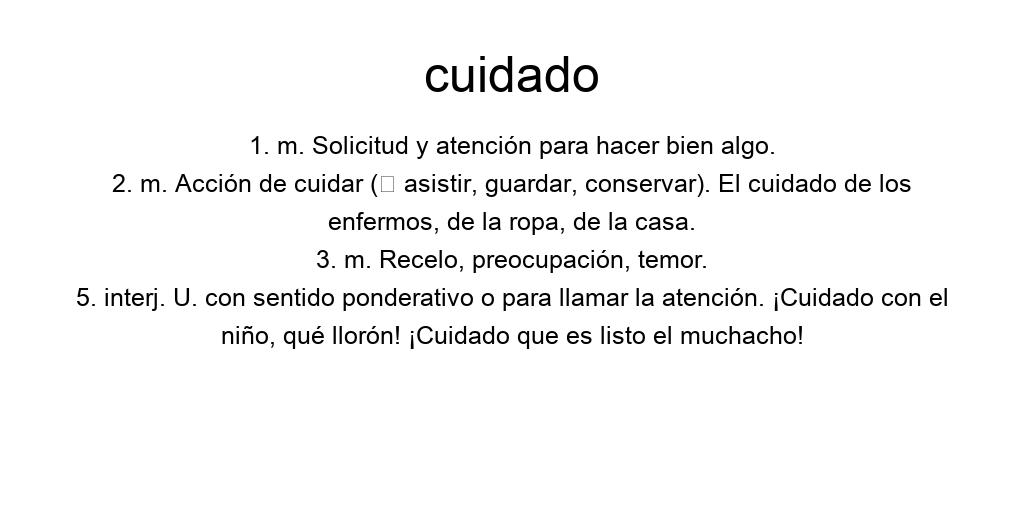 cuidado
1. m. Solicitud y atención para hacer bien algo.
2. m. Acción de cuidar (□ asistir, guardar, conservar). El cuidado de los
enfermos, de la ropa, de la casa.
3. m. Recelo, preocupación, temor.
5. interj. U. con sentido ponderativo o para llamar la atención. ¡Cuidado con el
niño, qué llorón! ¡Cuidado que es listo el muchacho!